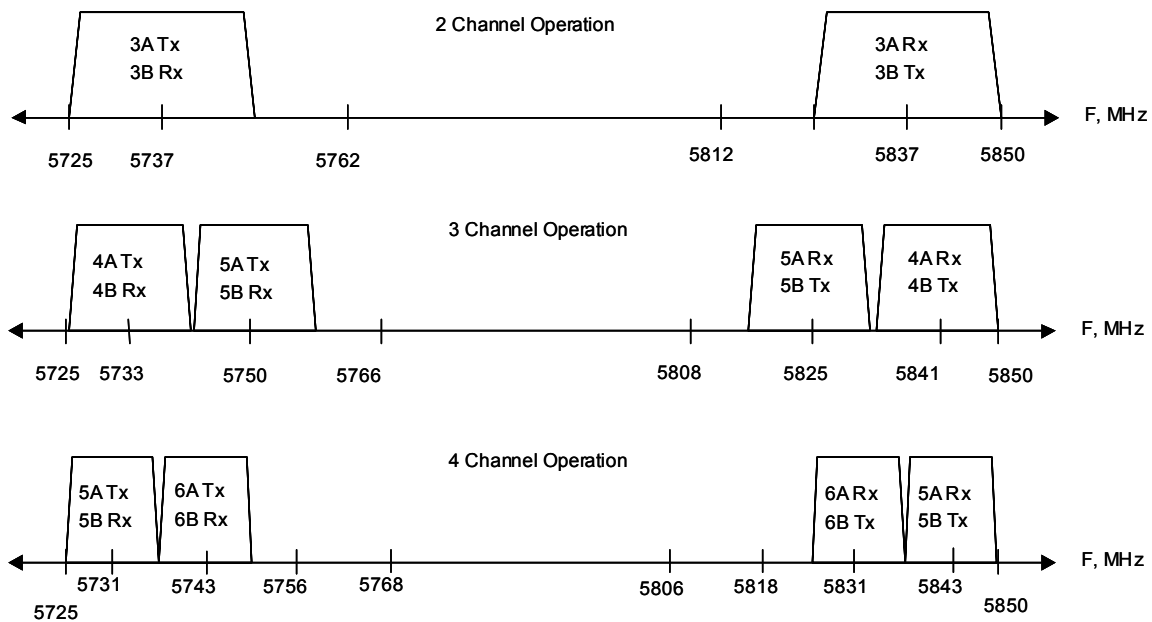 2 Channel Operation
3A Tx
3B Rx
3A Rx
3B Tx
F, MHz
5725
5737
5762
5812
5837
5850
3 Channel Operation
4A Tx
4B Rx
5A Tx
5B Rx
5A Rx
5B Tx
4A Rx
4B Tx
F, MHz
5725
5733
5750
5766
5808
5825
5841
5850
4 Channel Operation
5A Tx
5B Rx
6A Tx
6B Rx
6A Rx
6B Tx
5A Rx
5B Tx
F, MHz
5725
5731
5743
5756
5768
5806
5818
5831
5843
5850